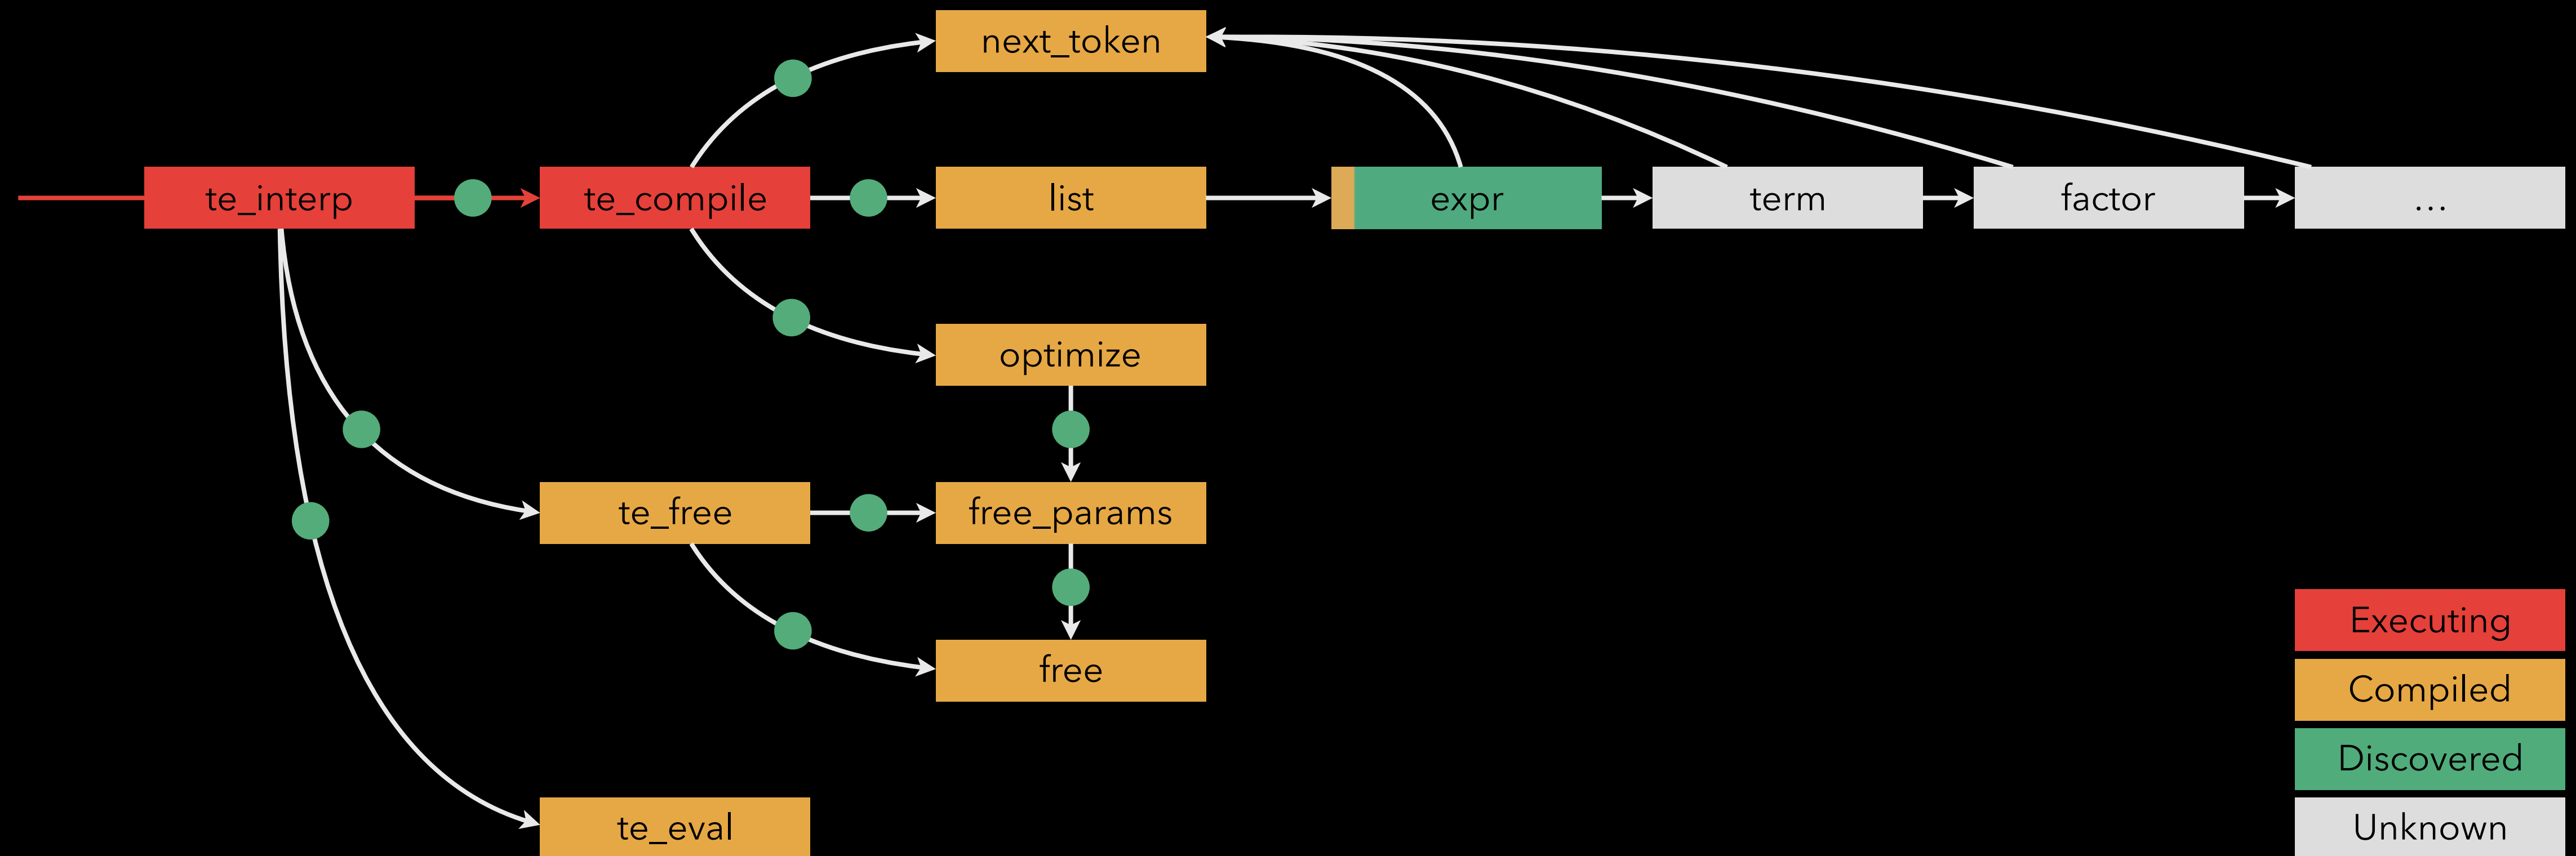 next_token
te_interp
te_compile
list
expr
term
factor
...
optimize
te_free
free_params
free
te_eval
Executing
Compiled
Discovered
Unknown